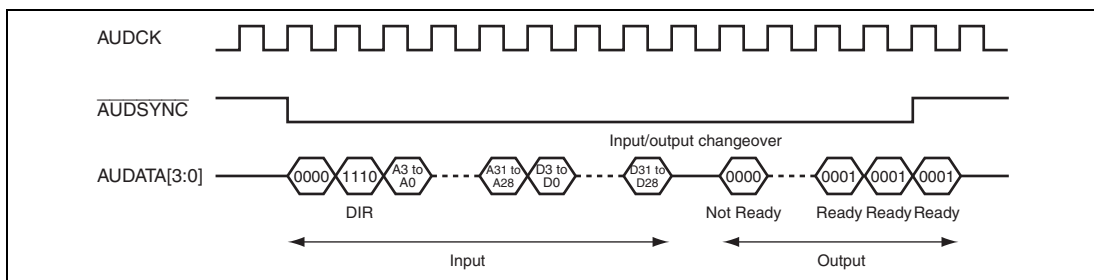 AUDCK
AUDSYNC
Input/output changeover
AUDATA[3:0]
0000
1110
A3 to
A0
A31 to
A28
D3 to
D0
D31 to
D28
0000
0001
0001
0001
DIR
Not Ready
Ready
Ready
Ready
Input
Output